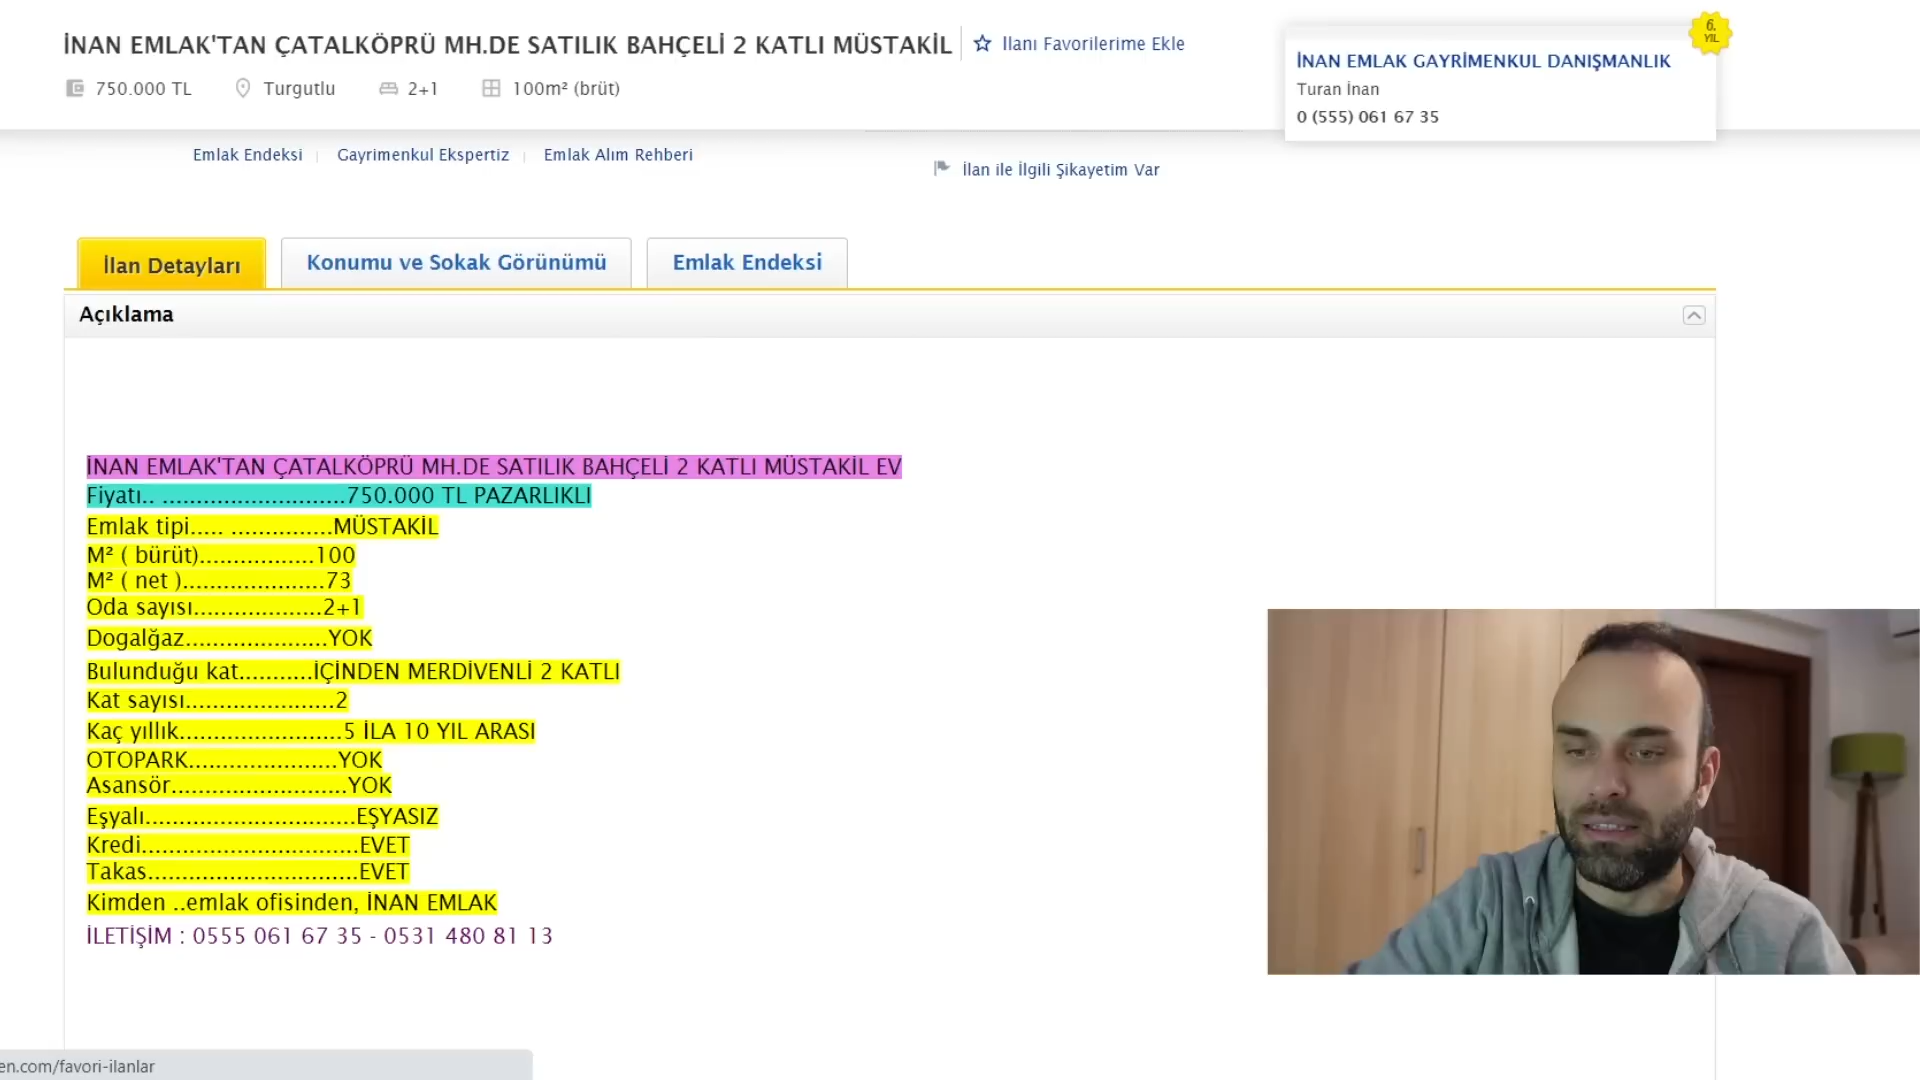 İNAN EMLAK'TAN ÇATALKÖPRÜ MH.DE SATILIK BAHÇELİ 2 KATLI MÜSTAKİL
İlanı Favorilerime Ekle
750.000 TL
Turgutlu
2+1
100m² (brüt)
6.
YIL
İNAN EMLAK GAYRİMENKUL DANIŞMANLIK
Turan İnan
0 (555) 061 67 35
Emlak Endeksi
Gayrimenkul Ekspertiz
Emlak Alım Rehberi
İlan ile İlgili Şikayetim Var
İlan Detayları
Konumu ve Sokak Görünümü
Emlak Endeksi
Açıklama
İNAN EMLAK'TAN ÇATALKÖPRÜ MH.DE SATILIK BAHÇELİ 2 KATLI MÜSTAKİL EV
Fiyatı.. ...........................750.000 TL PAZARLIKLI
Emlak tipi..... ...............MÜSTAKİL
M² ( bürüt).................100
M² ( net ).....................73
Oda sayısı...................2+1
Dogalğaz.....................YOK
Bulunduğu kat...........İÇİNDEN MERDİVENLİ 2 KATLI
Kat sayısı......................2
Kaç yıllık........................5 İLA 10 YIL ARASI
OTOPARK......................YOK
Asansör..........................YOK
Eşyalı...............................EŞYASIZ
Kredi................................EVET
Takas...............................EVET
Kimden ..emlak ofisinden, İNAN EMLAK
İLETİŞİM : 0555 061 67 35 - 0531 480 81 13
en.com/favori-ilanlar